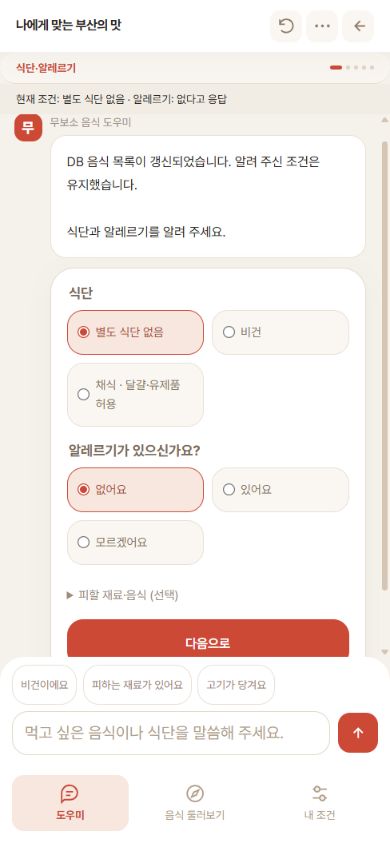 나에게 맞는 부산의 맛
식단·알레르기
현재 조건: 별도 식단 없음 · 알레르기: 없다고 응답
무
무보소 음식 도우미
DB 음식 목록이 갱신되었습니다. 알려 주신 조건은
유지했습니다.
식단과 알레르기를 알려 주세요.
식단
별도 식단 없음
비건
채식 · 달걀·유제품
허용
알레르기가 있으신가요?
없어요
있어요
모르겠어요
피할 재료·음식 (선택)
다음으로
비건이에요
피하는 재료가 있어요
고기가 당겨요
먹고 싶은 음식이나 식단을 말씀해 주세요.
도우미
음식 둘러보기
내 조건